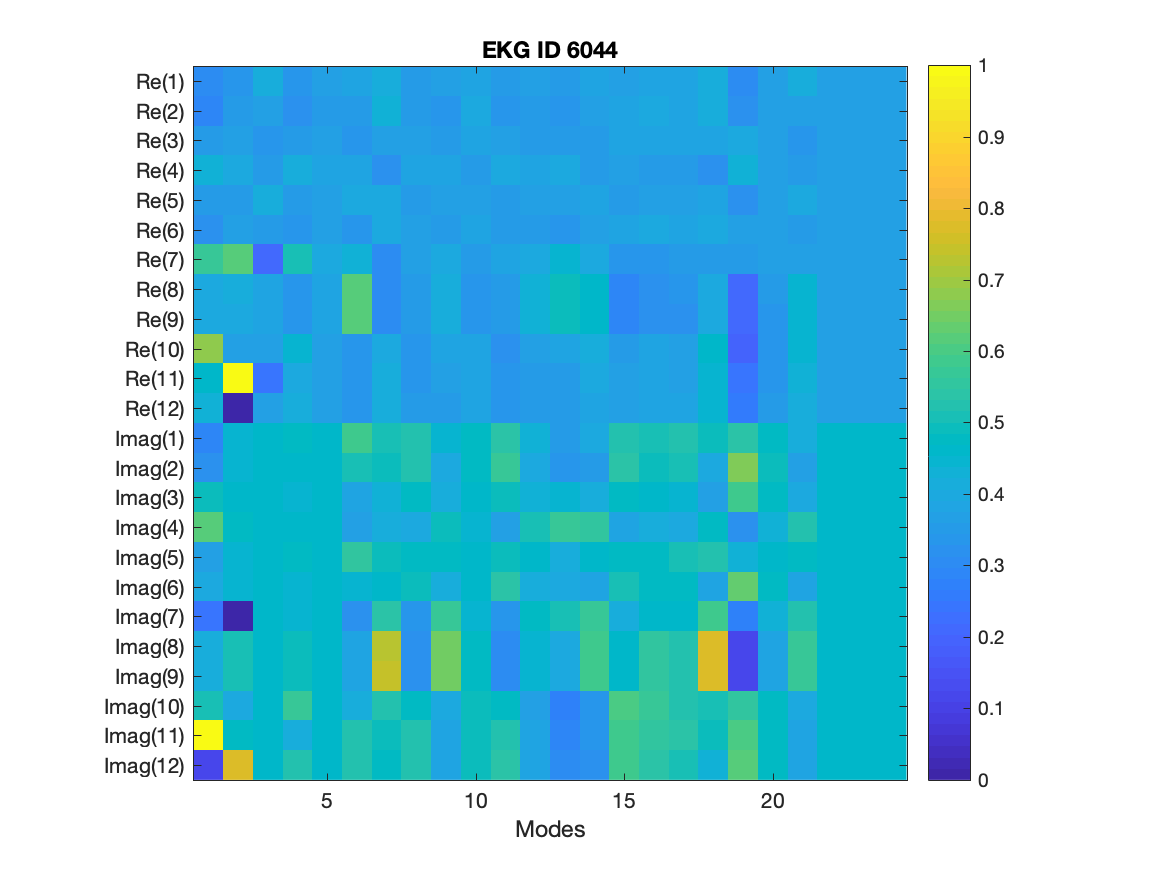 EKG ID 6044
Re(1)
Re(2)
Re(3)
Re(4)
Re(5)
Re(6)
Re(7)
Re(8)
Re(9)
Re(10)
Re(11)
Re(12)
Imag(1)
Imag(2)
Imag(3)
Imag(4)
Imag(5)
Imag(6)
Imag(7)
Imag(8)
Imag(9)
Imag(10)
Imag(11)
Imag(12)
5 10 15 20
Modes
1
0.9
0.8
0.7
0.6
0.5
0.4
0.3
0.2
0.1
0